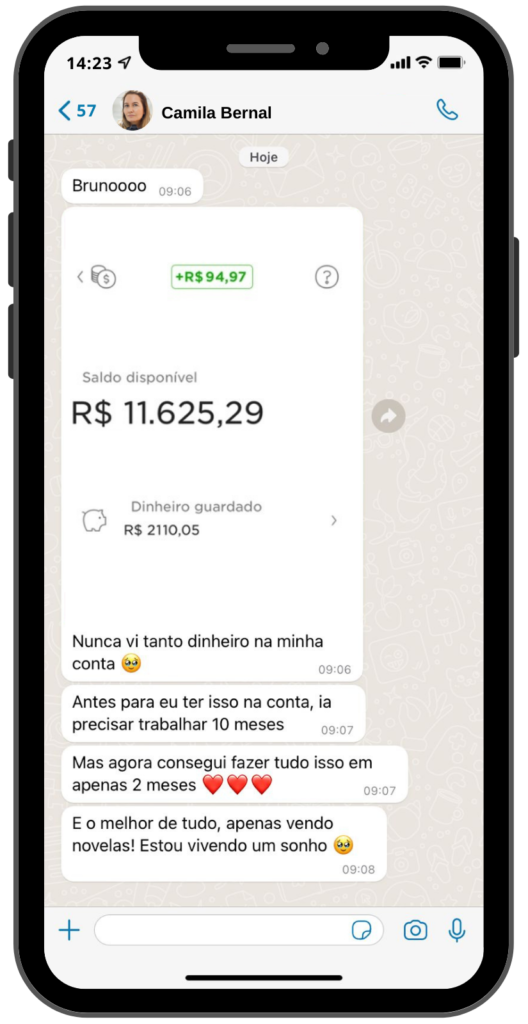 14:23
57
Camila Bernal
Hoje
Brunoooo 09:06
+R$94,97
?
Saldo disponível
R$ 11.625,29
Dinheiro guardado
R$ 2110,05
Nunca vi tanto dinheiro na minha
conta 🥹
09:06
Antes para eu ter isso na conta, ia
precisar trabalhar 10 meses
09:07
Mas agora consegui fazer tudo isso em
apenas 2 meses ❤️❤️❤️
09:07
E o melhor de tudo, apenas vendo
novelas! Estou vivendo um sonho 🥹
09:08